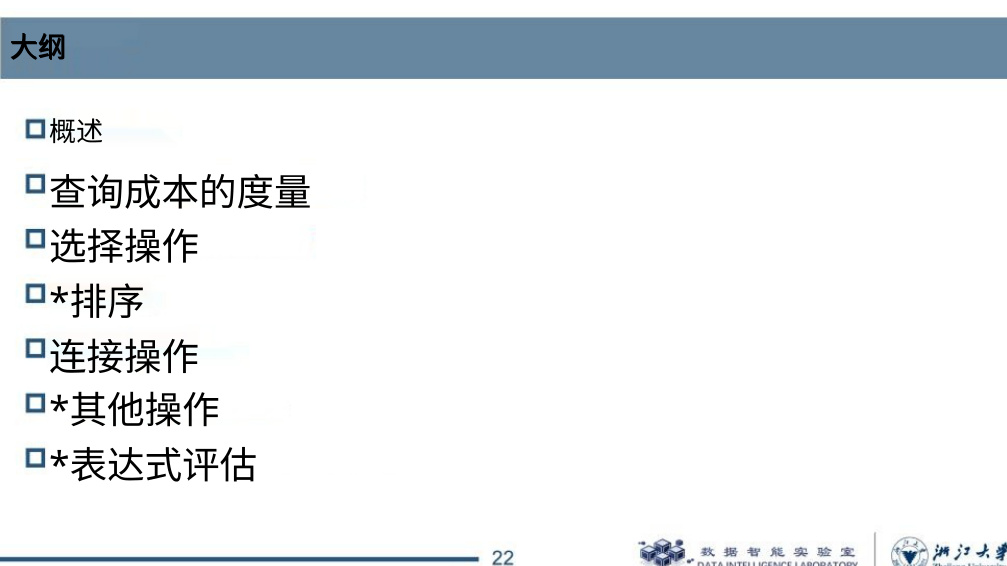 大纲
概述
查询成本的度量
选择操作
*排序
连接操作
*其他操作
*表达式评估
22
数据智能实验室
DATA INTELLIGENCE LABORATORY
浙江大学